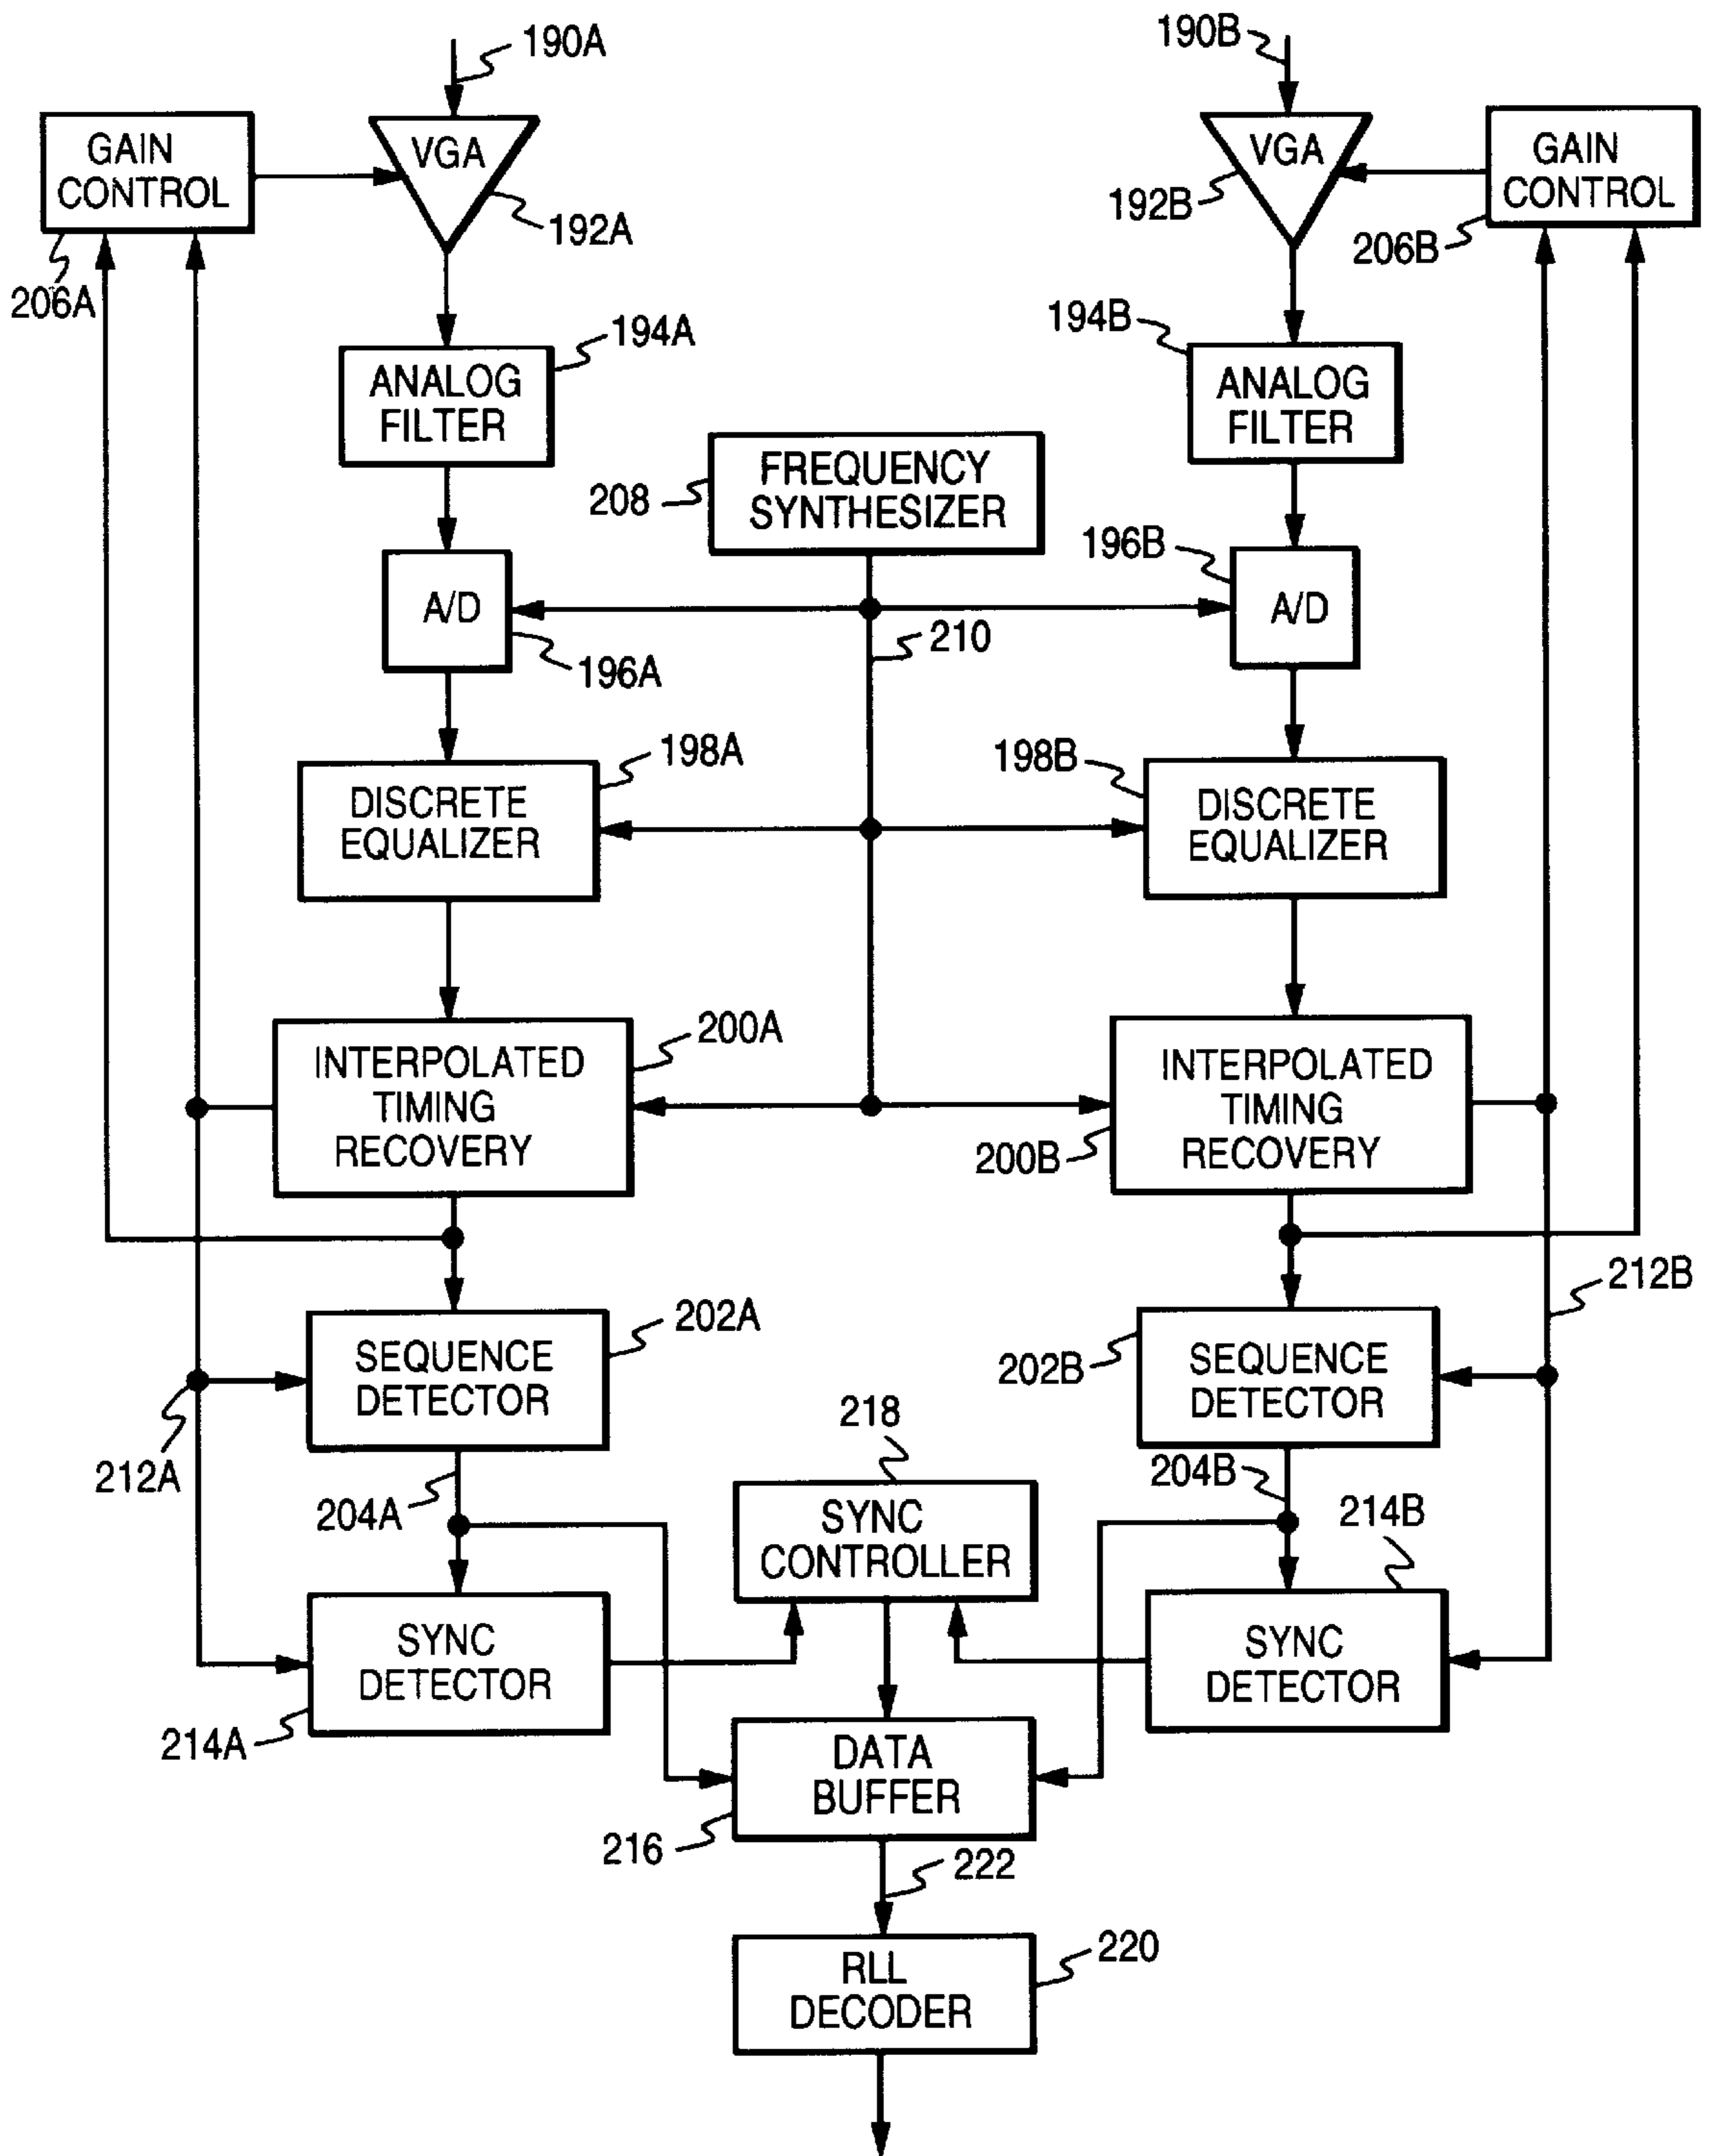 190A
190B
GAIN
CONTROL
VGA
VGA
GAIN
CONTROL
192A
192B
206A
206B
194A
194B
ANALOG
FILTER
ANALOG
FILTER
208
FREQUENCY
SYNTHESIZER
196B
A/D
A/D
210
196A
198A
198B
DISCRETE
EQUALIZER
DISCRETE
EQUALIZER
200A
INTERPOLATED
TIMING
RECOVERY
INTERPOLATED
TIMING
RECOVERY
200B
212B
202A
SEQUENCE
DETECTOR
202B
SEQUENCE
DETECTOR
218
212A
204A
204B
214B
SYNC
CONTROLLER
SYNC
DETECTOR
SYNC
DETECTOR
214A
DATA
BUFFER
216
222
RLL
DECODER
220